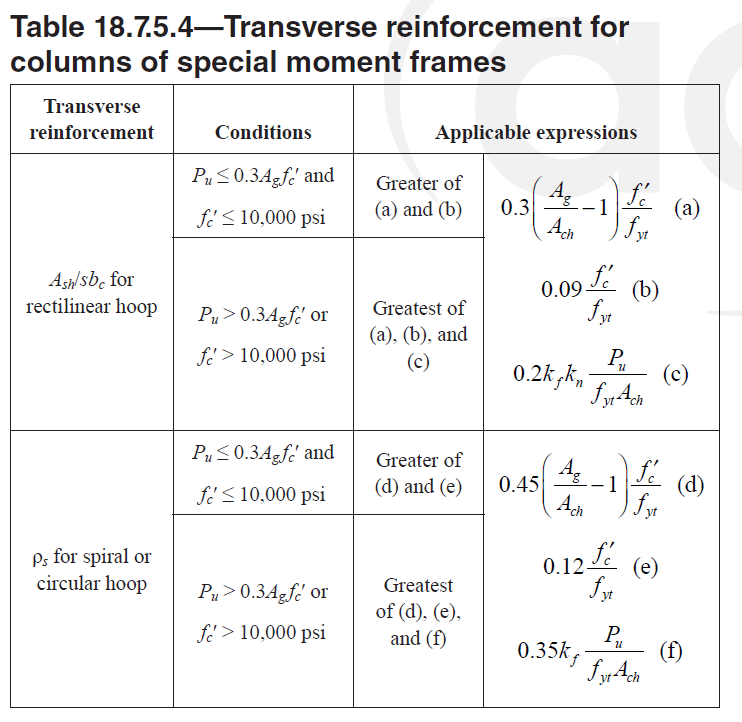 Table 18.7.5.4—Transverse reinforcement for
columns of special moment frames
Transverse
reinforcement
Conditions
Applicable expressions
A_sh/sb_c for
rectilinear hoop
P_u ≤ 0.3A_g f_c′ and
f_c′ ≤ 10,000 psi
Greater of
(a) and (b)
0.3(A_g/A_ch − 1) f_c′/f_yt (a)
P_u > 0.3A_g f_c′ or
f_c′ > 10,000 psi
Greatest of
(a), (b), and
(c)
0.09 f_c′/f_yt (b)
0.2k_f k_n P_u/(f_yt A_ch) (c)
ρ_s for spiral or
circular hoop
P_u ≤ 0.3A_g f_c′ and
f_c′ ≤ 10,000 psi
Greater of
(d) and (e)
0.45(A_g/A_ch − 1) f_c′/f_yt (d)
P_u > 0.3A_g f_c′ or
f_c′ > 10,000 psi
Greatest
of (d), (e),
and (f)
0.12 f_c′/f_yt (e)
0.35k_f P_u/(f_yt A_ch) (f)